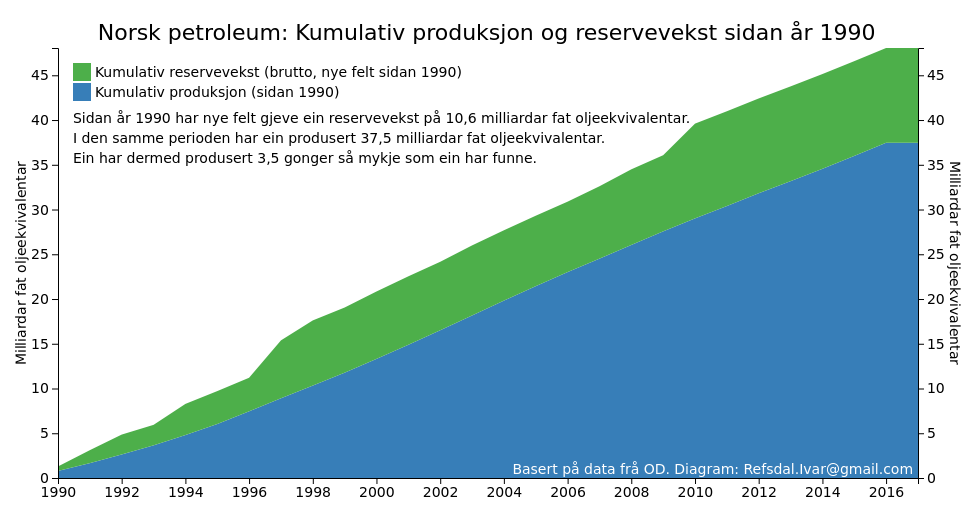 Norsk petroleum: Kumulativ produksjon og reservevekst sidan år 1990
Kumulativ reservevekst (brutto, nye felt sidan 1990)
Kumulativ produksjon (sidan 1990)
Sidan år 1990 har nye felt gjeve ein reservevekst på 10,6 milliardar fat oljeekvivalentar.
I den samme perioden har ein produsert 37,5 milliardar fat oljeekvivalentar.
Ein har dermed produsert 3,5 gonger så mykje som ein har funne.
Milliardar fat oljeekvivalentar
45
40
35
30
25
20
15
10
5
0
45
40
35
30
25
20
15
10
5
0
Milliardar fat oljeekvivalentar
Basert på data frå OD. Diagram: Refsdal.Ivar@gmail.com
1990 1992 1994 1996 1998 2000 2002 2004 2006 2008 2010 2012 2014 2016